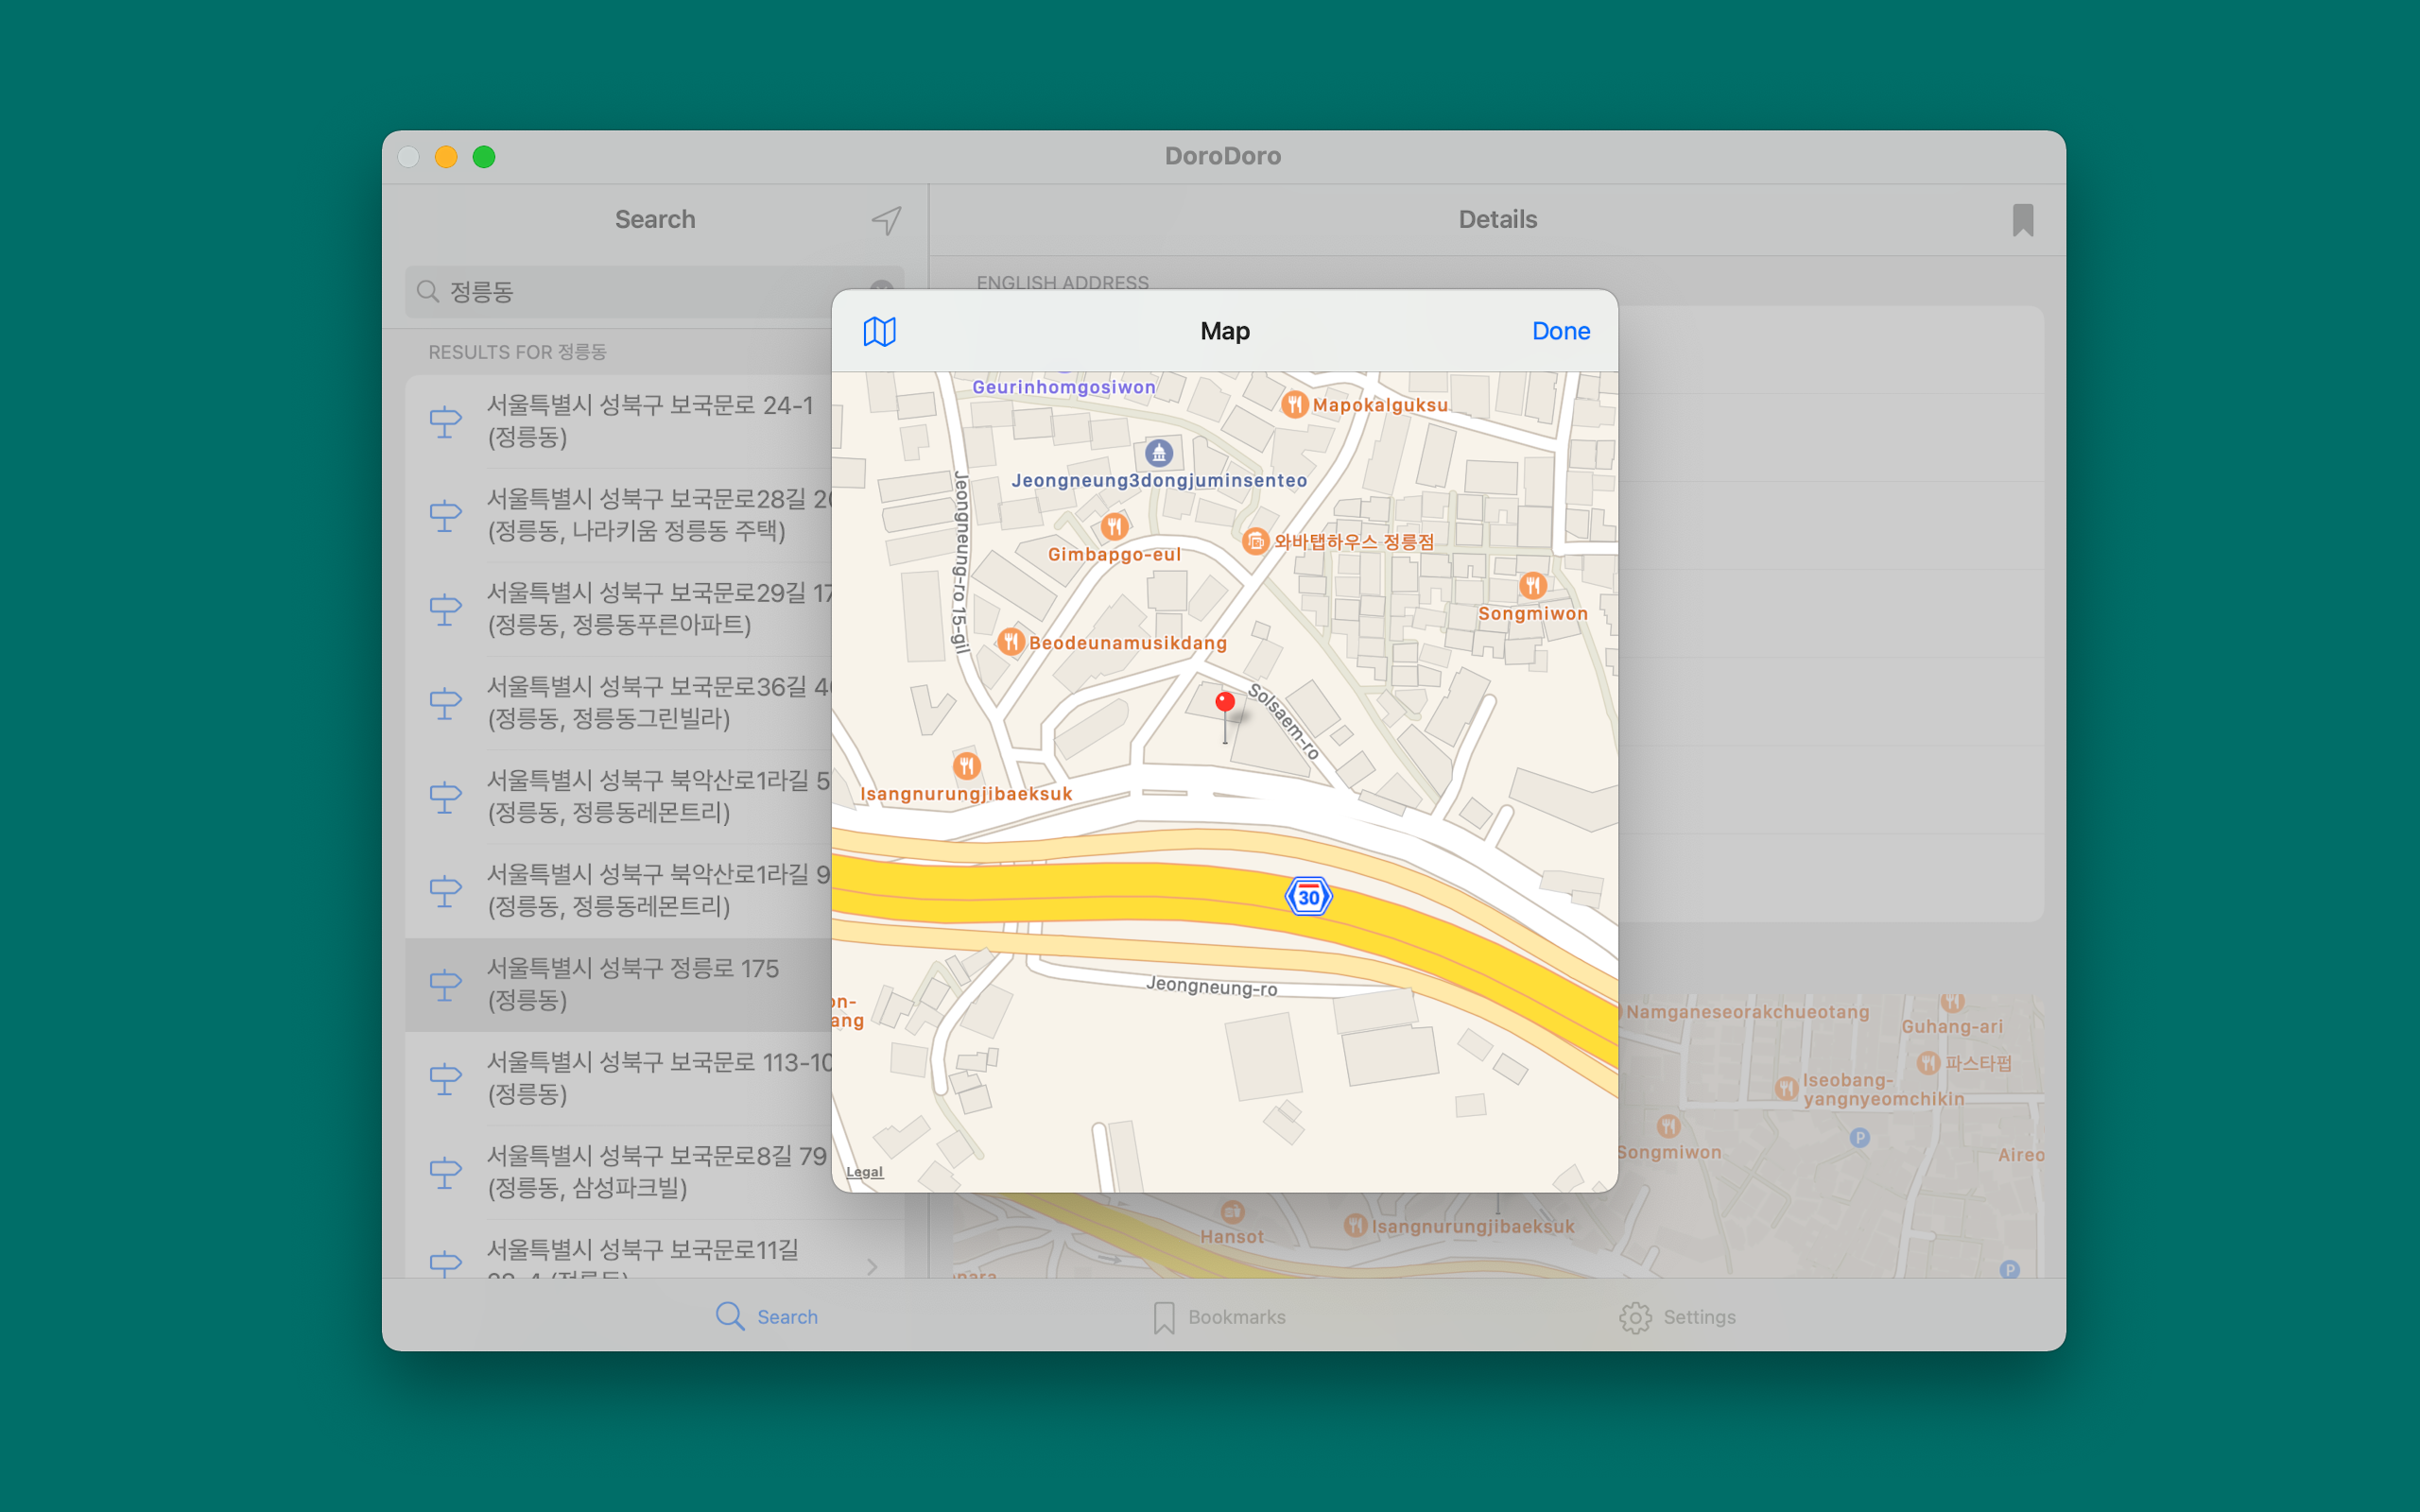 DoroDoro
Search
Details
정릉동
ENGLISH ADDRESS
RESULTS FOR 정릉동
서울특별시 성북구 보국문로 24-1
(정릉동)
서울특별시 성북구 보국문로28길
(정릉동, 나라키움 정릉동 주택)
서울특별시 성북구 보국문로29길 17
(정릉동, 정릉동푸른아파트)
서울특별시 성북구 보국문로36길
(정릉동, 정릉동그린빌라)
서울특별시 성북구 북악산로1라길 5
(정릉동, 정릉동레몬트리)
서울특별시 성북구 북악산로1라길 9
(정릉동, 정릉동레몬트리)
서울특별시 성북구 정릉로 175
(정릉동)
서울특별시 성북구 보국문로 113-10
(정릉동)
서울특별시 성북구 보국문로8길 79
(정릉동, 삼성파크빌)
서울특별시 성북구 보국문로11길
Map
Done
Geurinhomgosiwon
Mapokalguksu
Jeongneung3dongjuminsenteo
Jeongneung-ro 15-gil
Gimbapgo-eul
와바탭하우스 정릉점
Songmiwon
Beodeunamusikdang
Solsaem-ro
Isangnurungjibaeksuk
30
Jeongneung-ro
on-
ang
Legal
Namganeseorakchueotang
Guhang-ari
파스타펍
Iseobang-
yangnyeomchikin
P
Songmiwon
Aireo
Hansot
Isangnurungjibaeksuk
P
Search
Bookmarks
Settings